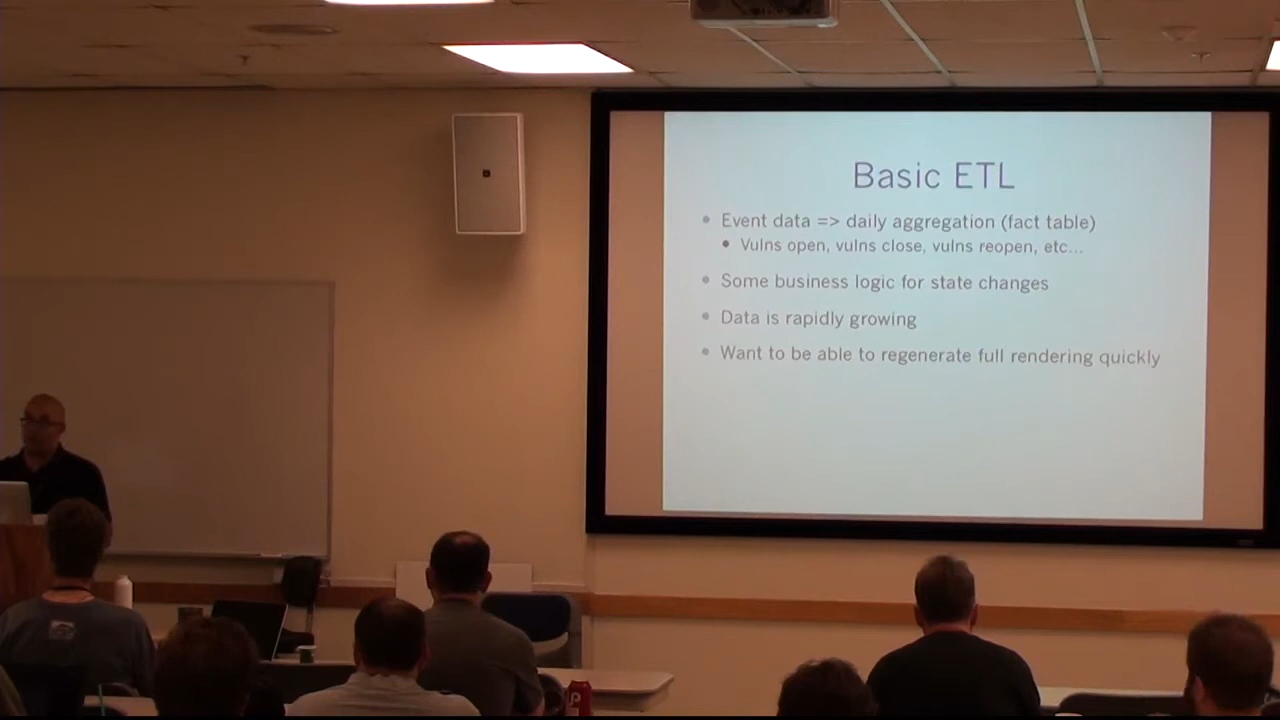 Basic ETL
• Event data => daily aggregation (fact table)
• Vulns open, vulns close, vulns reopen, etc...
• Some business logic for state changes
• Data is rapidly growing
• Want to be able to regenerate full rendering quickly